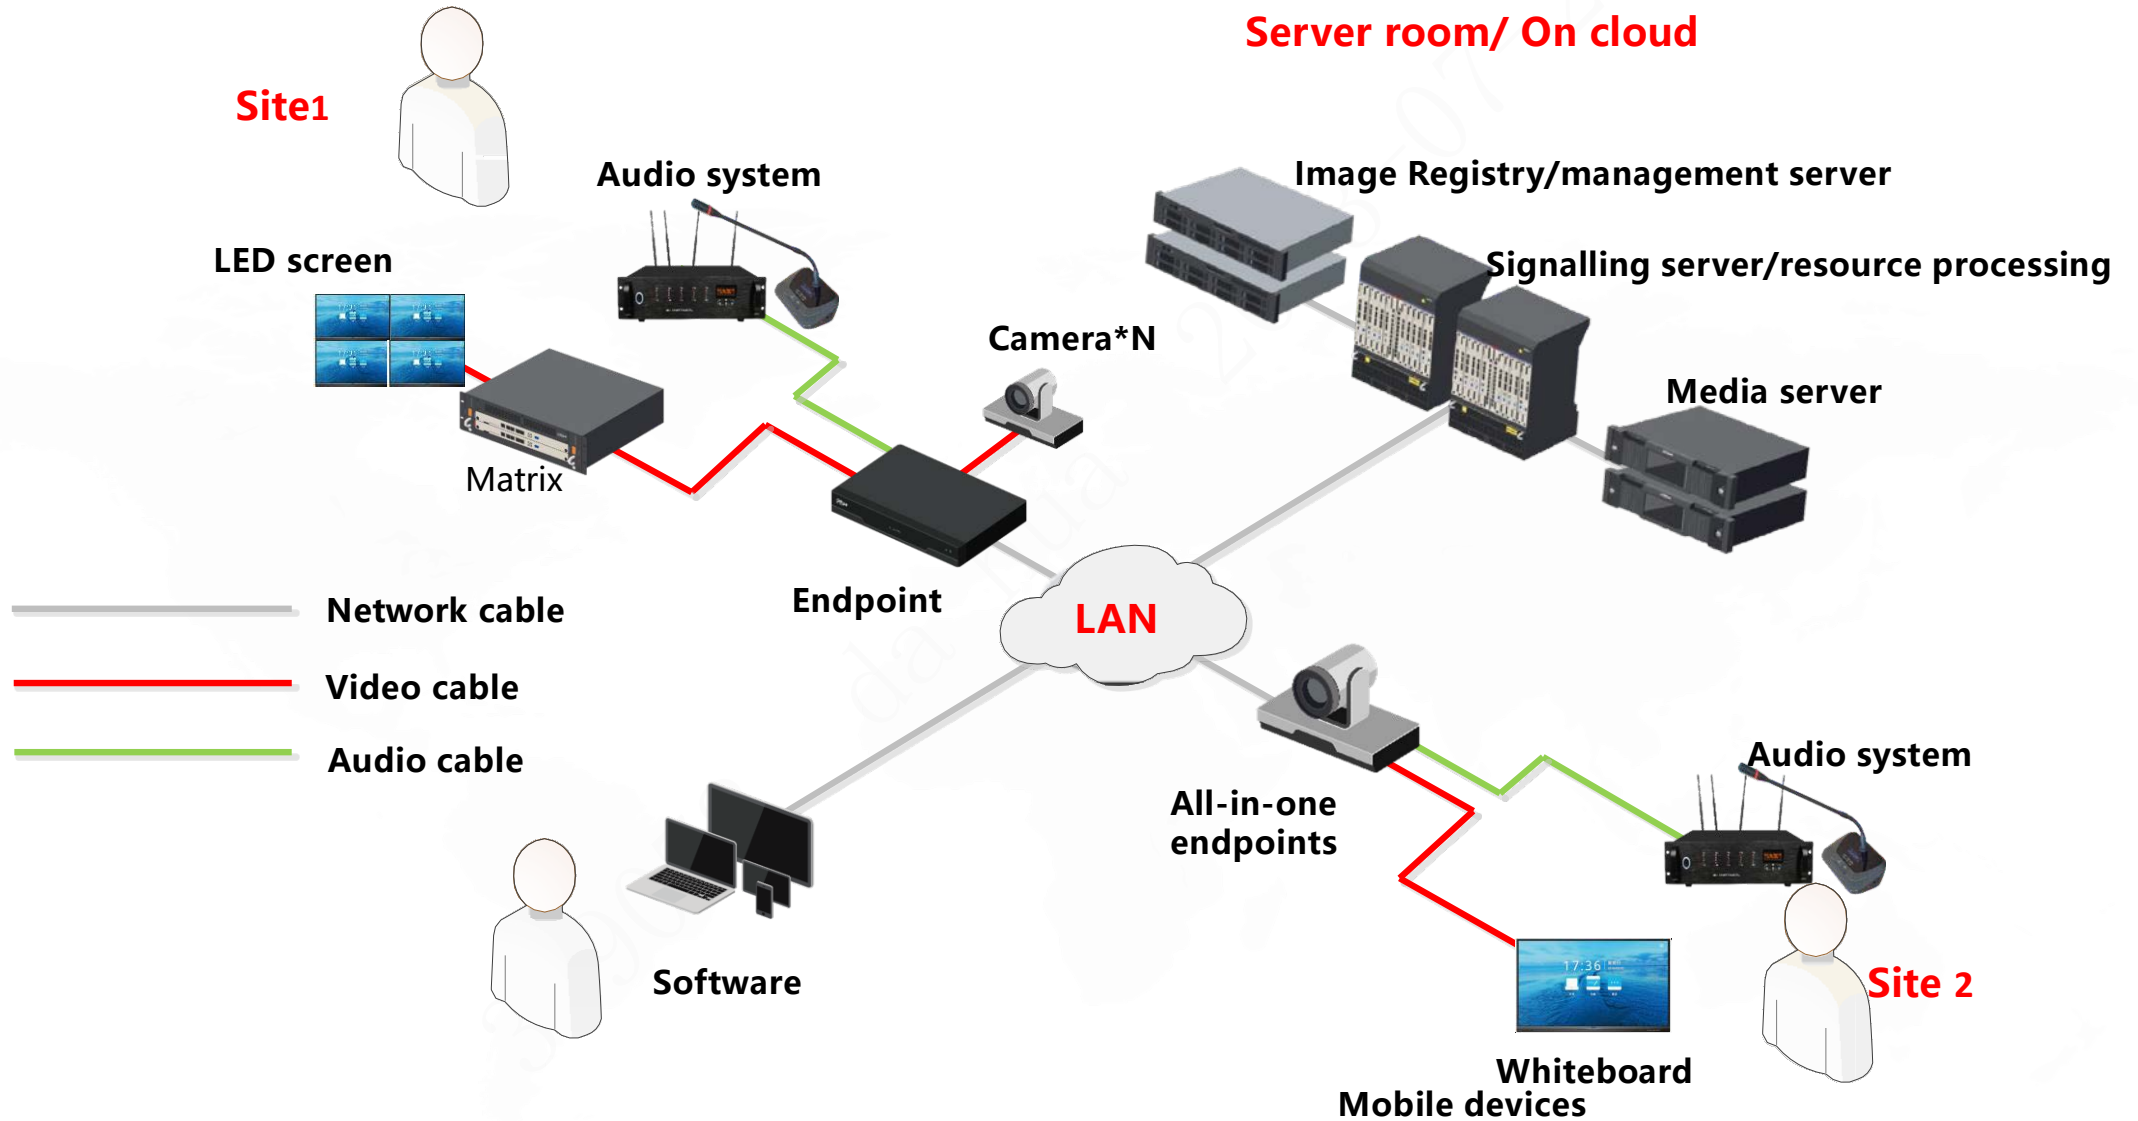 Server room/ On cloud
Site1
Audio system
Image Registry/management server
LED screen
Signalling server/resource processing
Camera*N
Media server
Matrix
Endpoint
LAN
Network cable
Video cable
Audio cable
Audio system
All-in-one
endpoints
17:36
Software
Site 2
Whiteboard
Mobile devices